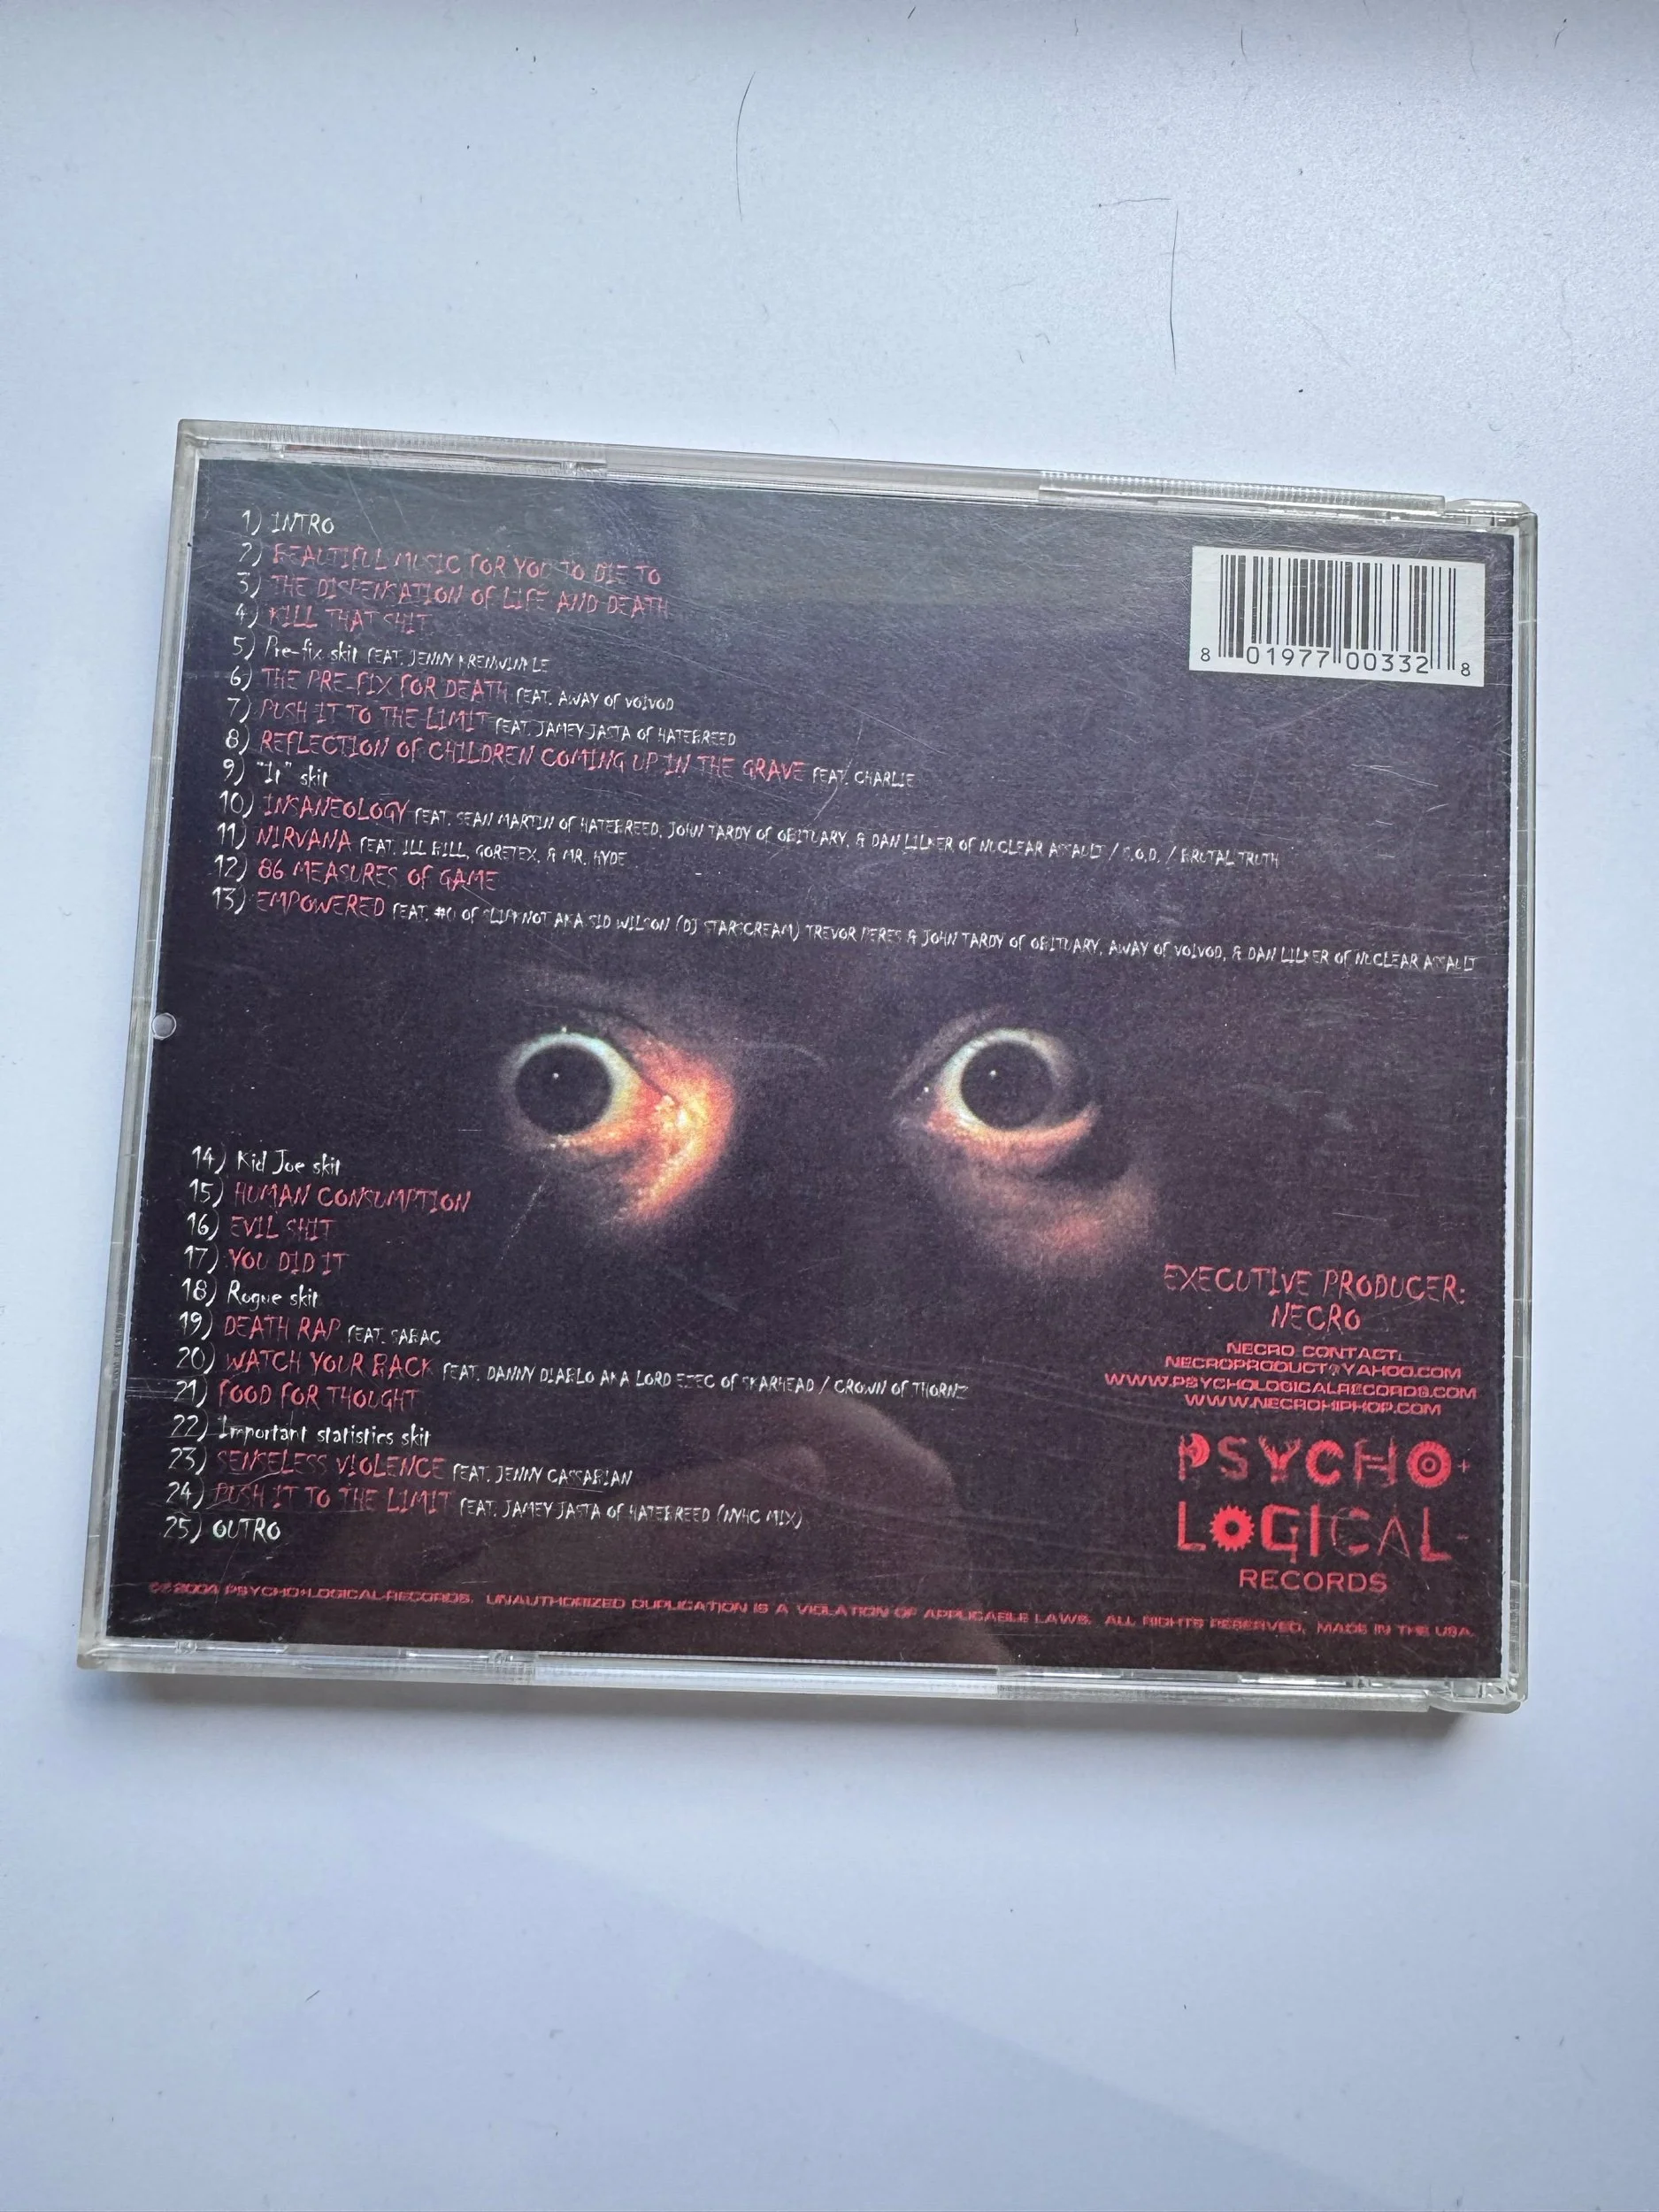 1) INTRO
2) BEAUTIFUL MUSIC FOR YOU TO DIE TO
3) THE DISPENSATION OF LIFE AND DEATH
4) KILL THAT SHIT
5) Pre-fix skit FEAT. JENNY KRENWINKLE
6) THE PRE-FIX FOR DEATH FEAT. AWAY OF VOIVOD
7) PUSH IT TO THE LIMIT FEAT. JAMEY JASTA OF HATEBREED
8) REFLECTION OF CHILDREN COMING UP IN THE GRAVE FEAT. CHARLIE
9) "It" skit
10) INSANEOLOGY FEAT. SEAN MARTIN OF HATEBREED, JOHN TARDY OF OBITUARY, & DAN LILKER OF NUCLEAR ASSAULT / S.O.D. / BRUTAL TRUTH
11) NIRVANA FEAT. ILL BILL, GORETEX, & MR. HYDE
12) 86 MEASURES OF GAME
13) EMPOWERED FEAT. #0 OF SLIPKNOT AKA SID WILSON (DJ STARSCREAM) TREVOR PERES & JOHN TARDY OF OBITUARY, AWAY OF VOIVOD, & DAN LILKER OF NUCLEAR ASSAULT
8 01977 00332 8
14) Kid Joe skit
15) HUMAN CONSUMPTION
16) EVIL SHIT
17) YOU DID IT
18) Rogue skit
19) DEATH RAP FEAT. SABAC
20) WATCH YOUR BACK FEAT. DANNY DIABLO AKA LORD EZEC OF SKARHEAD / CROWN OF THORNZ
21) FOOD FOR THOUGHT
22) Important statistics skit
23) SENSELESS VIOLENCE FEAT. JENNY CASSABIAN
24) PUSH IT TO THE LIMIT FEAT. JAMEY JASTA OF HATEBREED (NYHC MIX)
25) OUTRO
EXECUTIVE PRODUCER:
NECRO
NECRO CONTACT:
NECROPRODUCT@YAHOO.COM
WWW.PSYCHOLOGICALRECORDS.COM
WWW.NECROHIPHOP.COM
PSYCHO+
LOGICAL-
RECORDS
©℗2004 PSYCHO+LOGICAL-RECORDS. UNAUTHORIZED DUPLICATION IS A VIOLATION OF APPLICABLE LAWS. ALL RIGHTS RESERVED. MADE IN THE USA.